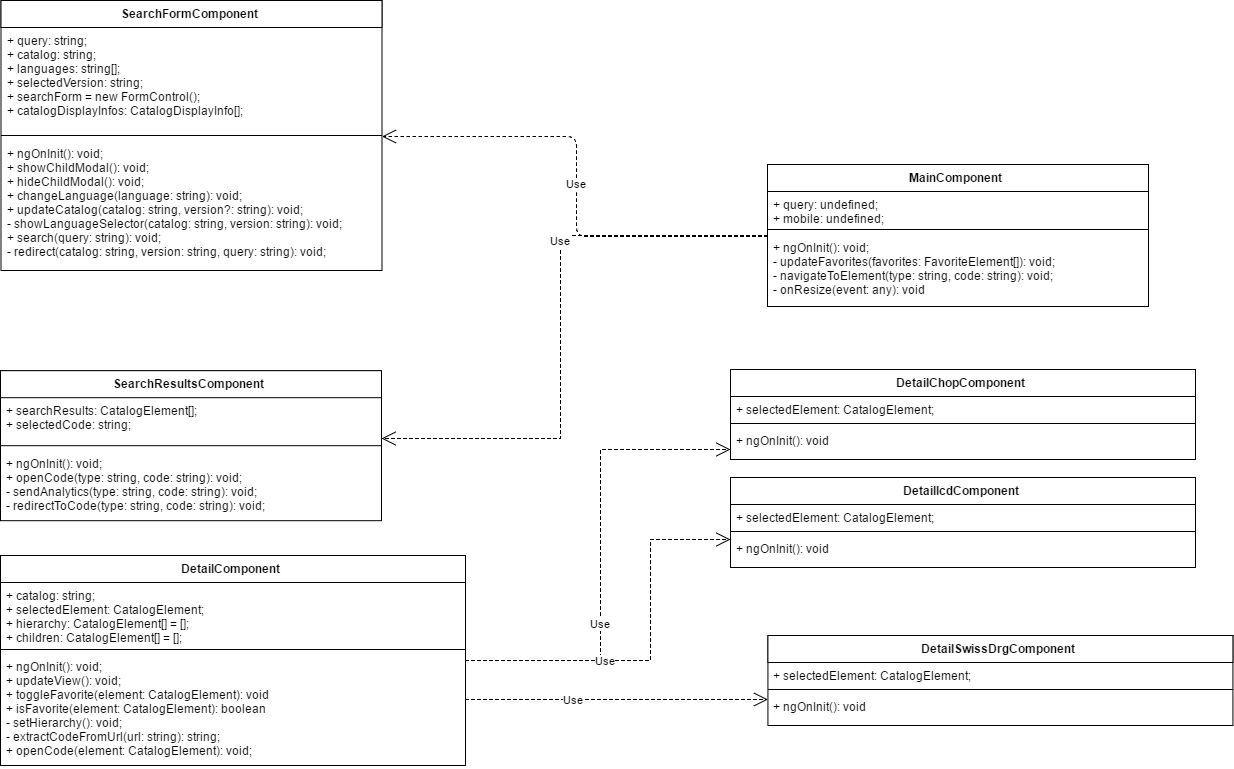 SearchFormComponent
+ query: string;
+ catalog: string;
+ languages: string[];
+ selectedVersion: string;
+ searchForm = new FormControl();
+ catalogDisplayInfos: CatalogDisplayInfo[];
+ ngOnInit(): void;
+ showChildModal(): void;
+ hideChildModal(): void;
+ changeLanguage(language: string): void;
+ updateCatalog(catalog: string, version?: string): void;
- showLanguageSelector(catalog: string, version: string): void;
+ search(query: string): void;
- redirect(catalog: string, version: string, query: string): void;
Use
Use
MainComponent
+ query: undefined;
+ mobile: undefined;
+ ngOnInit(): void;
- updateFavorites(favorites: FavoriteElement[]): void;
- navigateToElement(type: string, code: string): void;
- onResize(event: any): void
SearchResultsComponent
+ searchResults: CatalogElement[];
+ selectedCode: string;
+ ngOnInit(): void;
+ openCode(type: string, code: string): void;
- sendAnalytics(type: string, code: string): void;
- redirectToCode(type: string, code: string): void;
DetailChopComponent
+ selectedElement: CatalogElement;
+ ngOnInit(): void
DetailIcdComponent
+ selectedElement: CatalogElement;
+ ngOnInit(): void
DetailComponent
+ catalog: string;
+ selectedElement: CatalogElement;
+ hierarchy: CatalogElement[] = [];
+ children: CatalogElement[] = [];
+ ngOnInit(): void;
+ updateView(): void;
+ toggleFavorite(element: CatalogElement): void
+ isFavorite(element: CatalogElement): boolean
- setHierarchy(): void;
- extractCodeFromUrl(url: string): string;
+ openCode(element: CatalogElement): void;
Use
Use
Use
DetailSwissDrgComponent
+ selectedElement: CatalogElement;
+ ngOnInit(): void